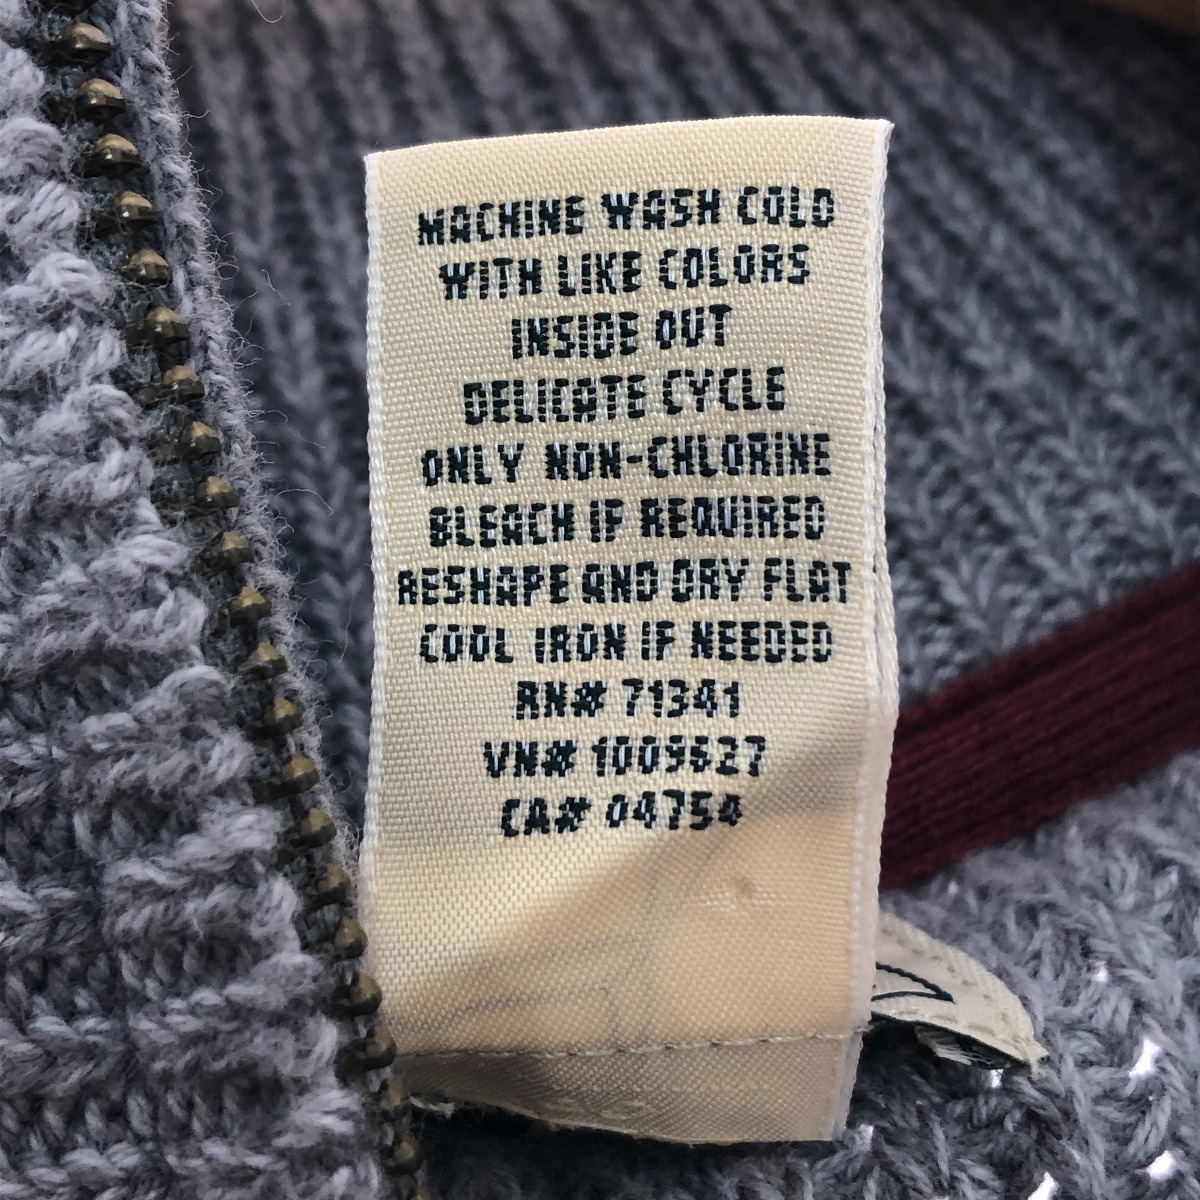 MACHINE WASH COLD
WITH LIKE COLORS
INSIDE OUT
DELICATE CYCLE
ONLY NON-CHLORINE
BLEACH IF REQUIRED
RESHAPE AND DRY FLAT
COOL IRON IF NEEDED
RN# 71341
VN# 1009627
CA# 04754